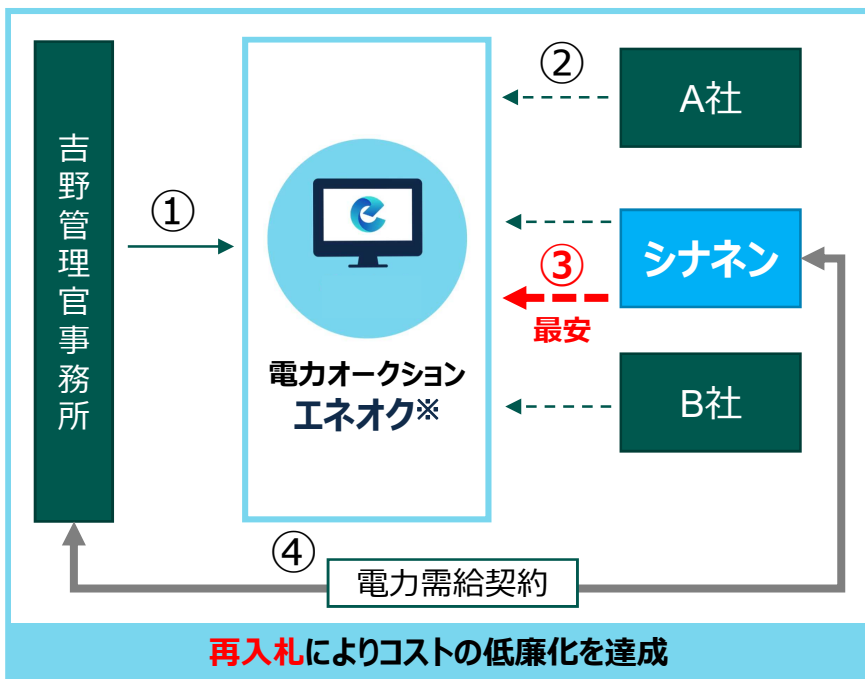 吉野管理官事務所
①
電力オークション
エネオク※
②
A社
シナネン
③
最安
B社
④
電力需給契約
再入札によりコストの低廉化を達成